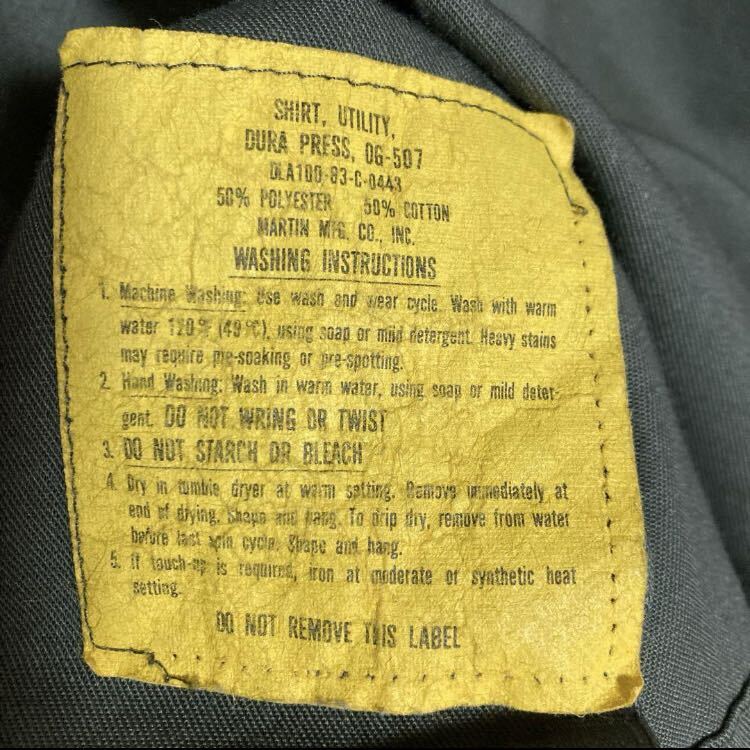 SHIRT, UTILITY,
DURA PRESS, OG-507
DLA100-83-C-0443
50% POLYESTER 50% COTTON
MARTIN MFG. CO., INC.
WASHING INSTRUCTIONS
1. Machine Washing: Use wash and wear cycle. Wash with warm
water 120°F (49°C), using soap or mild detergent. Heavy stains
may require pre-soaking or pre-spotting.
2. Hand Washing: Wash in warm water, using soap or mild deter-
gent. DO NOT WRING OR TWIST
3. DO NOT STARCH OR BLEACH
4. Dry in tumble dryer at warm setting. Remove immediately at
end of drying. Shape and hang. To drip dry, remove from water
before last spin cycle. Shape and hang.
5. If touch-up is required, iron at moderate or synthetic heat
setting.
DO NOT REMOVE THIS LABEL